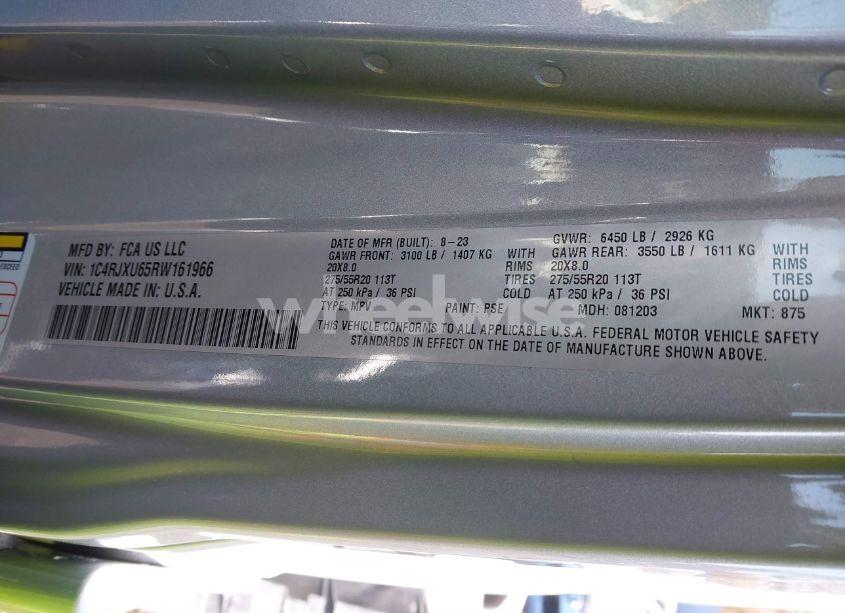 MFD BY: FCA US LLC
VIN: 1C4RJXU65RW161966
VEHICLE MADE IN: U.S.A.
DATE OF MFR (BUILT): 8-23 GVWR: 6450 LB / 2926 KG
GAWR FRONT: 3100 LB / 1407 KG WITH GAWR REAR: 3550 LB / 1611 KG WITH
20X8.0 RIMS 20X8.0 RIMS
275/55R20 113T TIRES 275/55R20 113T TIRES
AT 250 kPa / 36 PSI COLD AT 250 kPa / 36 PSI COLD
TYPE: MPV PAINT: PSE MDH: 081203 MKT: 875
THIS VEHICLE CONFORMS TO ALL APPLICABLE U.S.A. FEDERAL MOTOR VEHICLE SAFETY
STANDARDS IN EFFECT ON THE DATE OF MANUFACTURE SHOWN ABOVE.
wheelwise
exceed